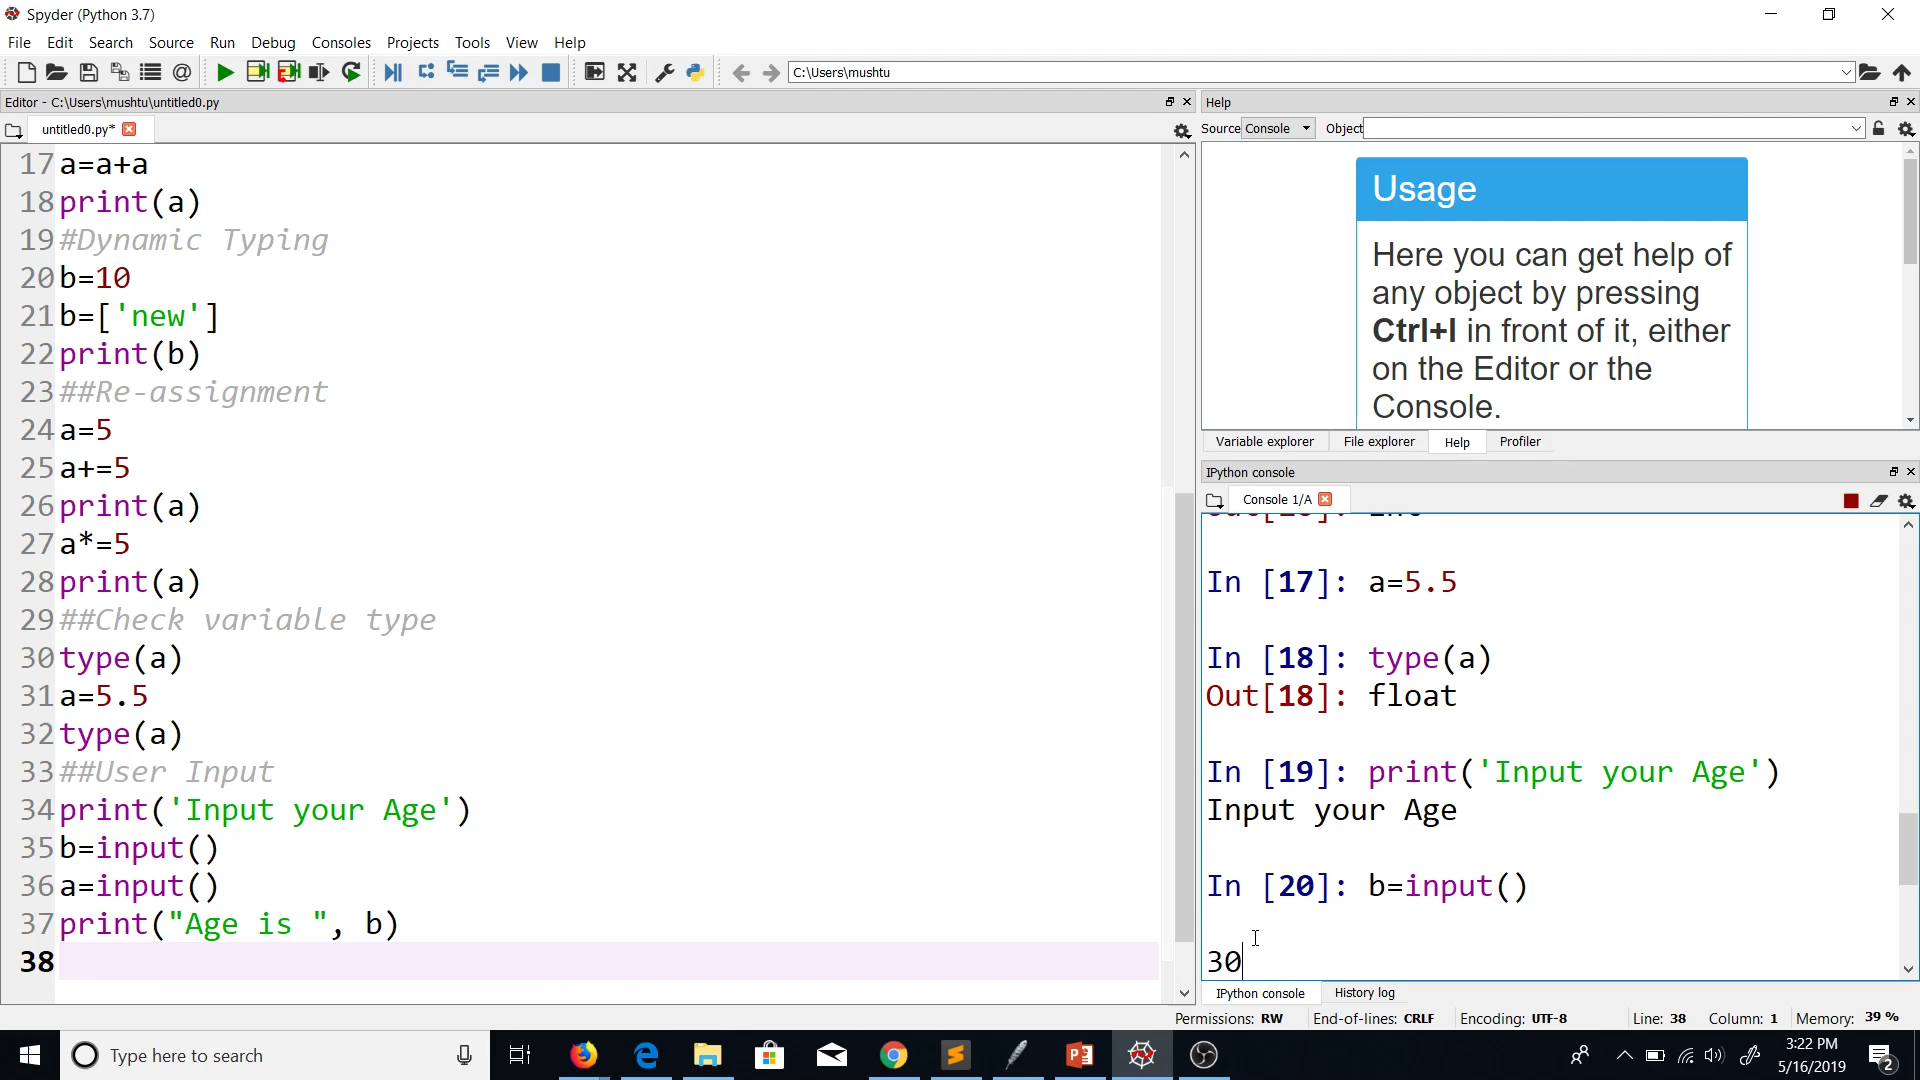 Spyder (Python 3.7)
File Edit Search Source Run Debug Consoles Projects Tools View Help
C:\Users\mushtu
Editor - C:\Users\mushtu\untitled0.py
untitled0.py*
17 a=a+a
18 print(a)
19 #Dynamic Typing
20 b=10
21 b=['new']
22 print(b)
23 ##Re-assignment
24 a=5
25 a+=5
26 print(a)
27 a*=5
28 print(a)
29 ##Check variable type
30 type(a)
31 a=5.5
32 type(a)
33 ##User Input
34 print('Input your Age')
35 b=input()
36 a=input()
37 print("Age is ", b)
38
Help
Source Console Object
Usage
Here you can get help of
any object by pressing
Ctrl+I in front of it, either
on the Editor or the
Console.
Variable explorer File explorer Help Profiler
IPython console
Console 1/A
In [17]: a=5.5
In [18]: type(a)
Out[18]: float
In [19]: print('Input your Age')
Input your Age
In [20]: b=input()
30
IPython console History log
Permissions: RW End-of-lines: CRLF Encoding: UTF-8 Line: 38 Column: 1 Memory: 39 %
Type here to search
3:22 PM
5/16/2019
2